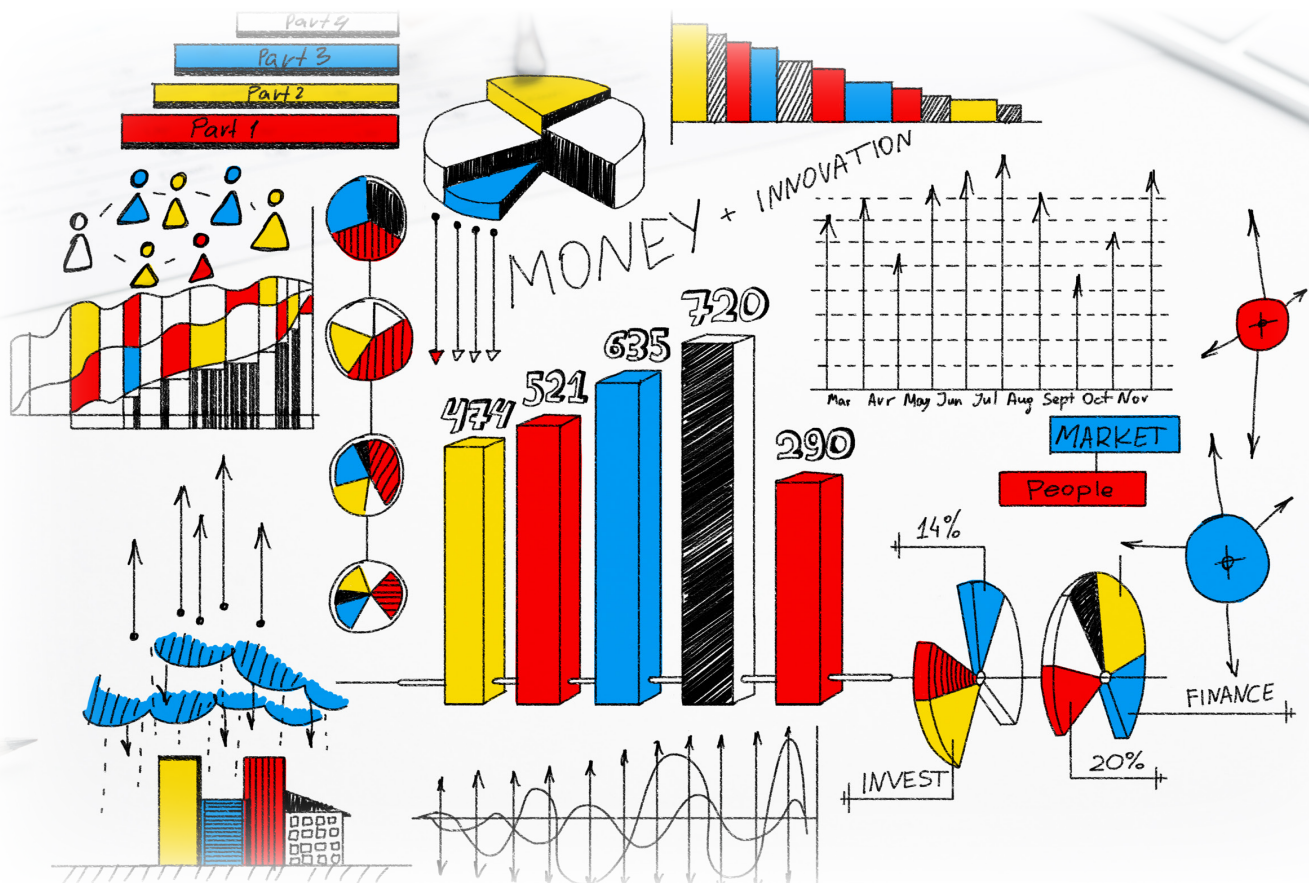 Part 4
Part 3
Part 2
Part 1
MONEY + INNOVATION
720
635
521
474
290
Mar Avr May Jun Jul Aug Sept Oct Nov
MARKET
People
14%
FINANCE
INVEST
20%